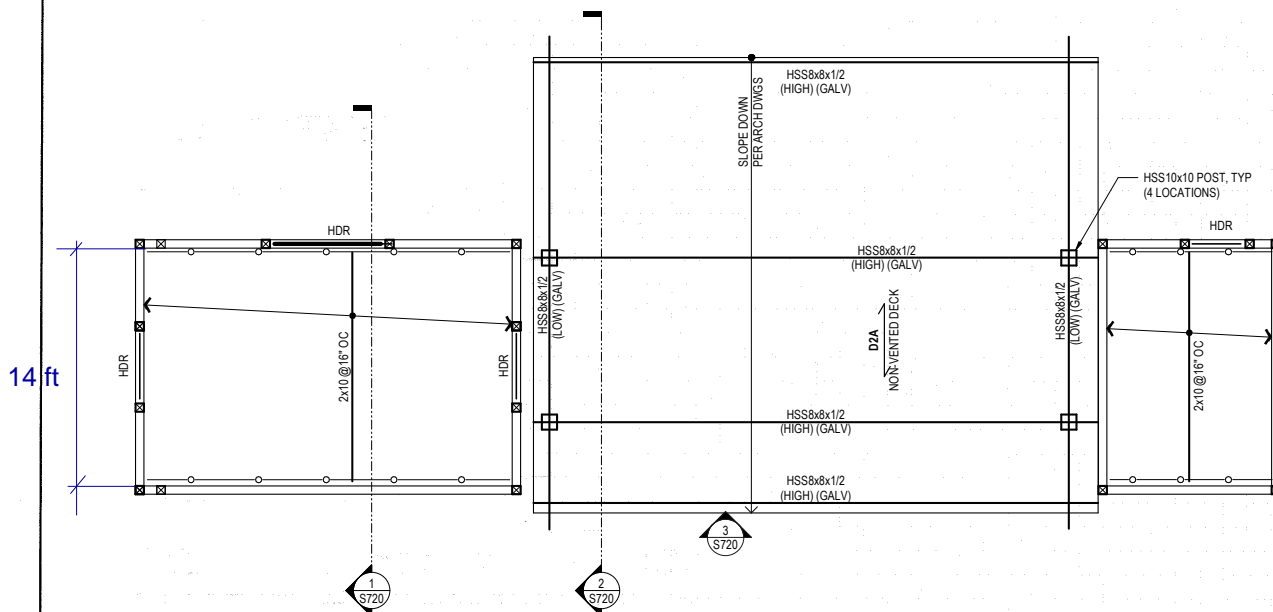 HSS8x8x1/2
(HIGH) (GALV)
SLOPE DOWN
PER ARCH DWGS
HSS10x10 POST, TYP
(4 LOCATIONS)
HDR
HDR
HSS8x8x1/2
(HIGH) (GALV)
HSS8x8x1/2
(LOW) (GALV)
HSS8x8x1/2
(LOW) (GALV)
D2A
NON-VENTED DECK
14 ft
HDR
2x10 @16" OC
HDR
2x10 @16" OC
HSS8x8x1/2
(HIGH) (GALV)
HSS8x8x1/2
(HIGH) (GALV)
3
S720
1
S720
2
S720